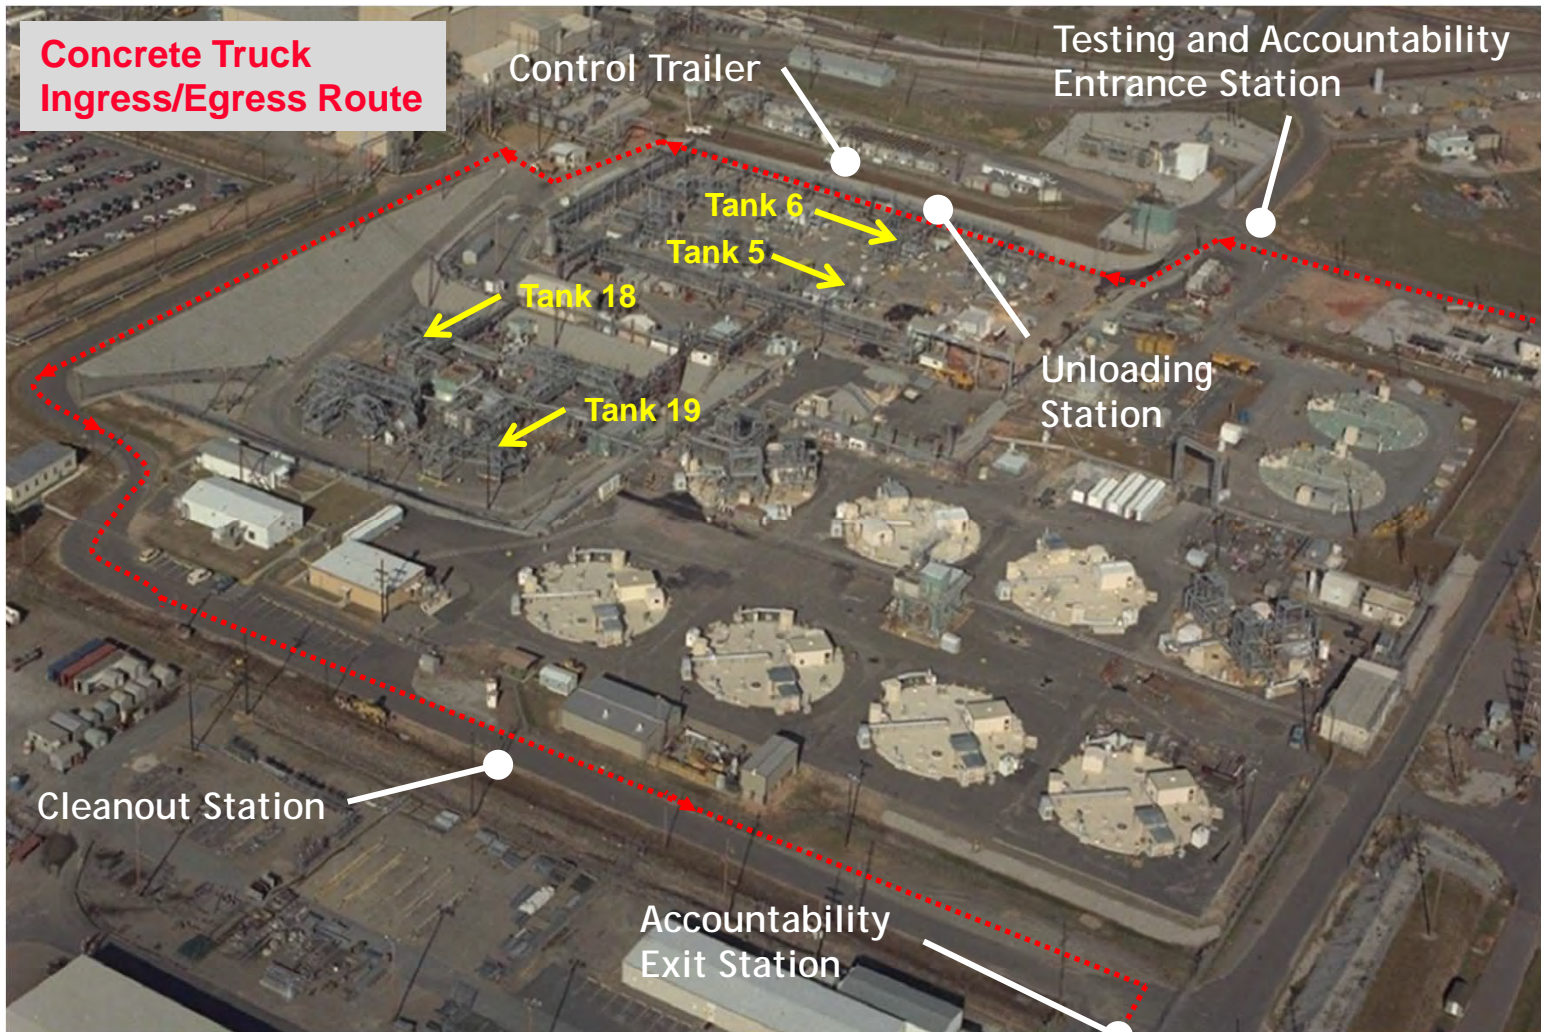 Concrete Truck
Ingress/Egress Route
Control Trailer
Testing and Accountability
Entrance Station
Tank 6
Tank 5
Tank 18
Tank 19
Unloading
Station
Cleanout Station
Accountability
Exit Station